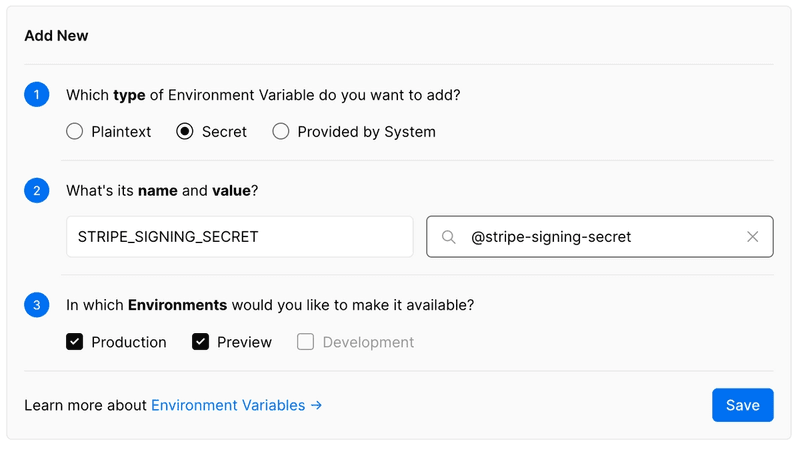 Add New
1 Which type of Environment Variable do you want to add?
Plaintext Secret Provided by System
2 What's its name and value?
STRIPE_SIGNING_SECRET @stripe-signing-secret
3 In which Environments would you like to make it available?
Production Preview Development
Learn more about Environment Variables → Save